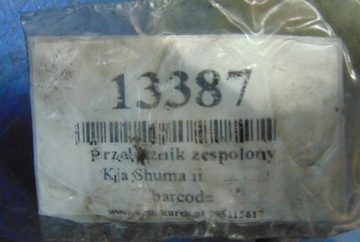 13387
Przełącznik zespolony
Kia Shuma ii
barcode